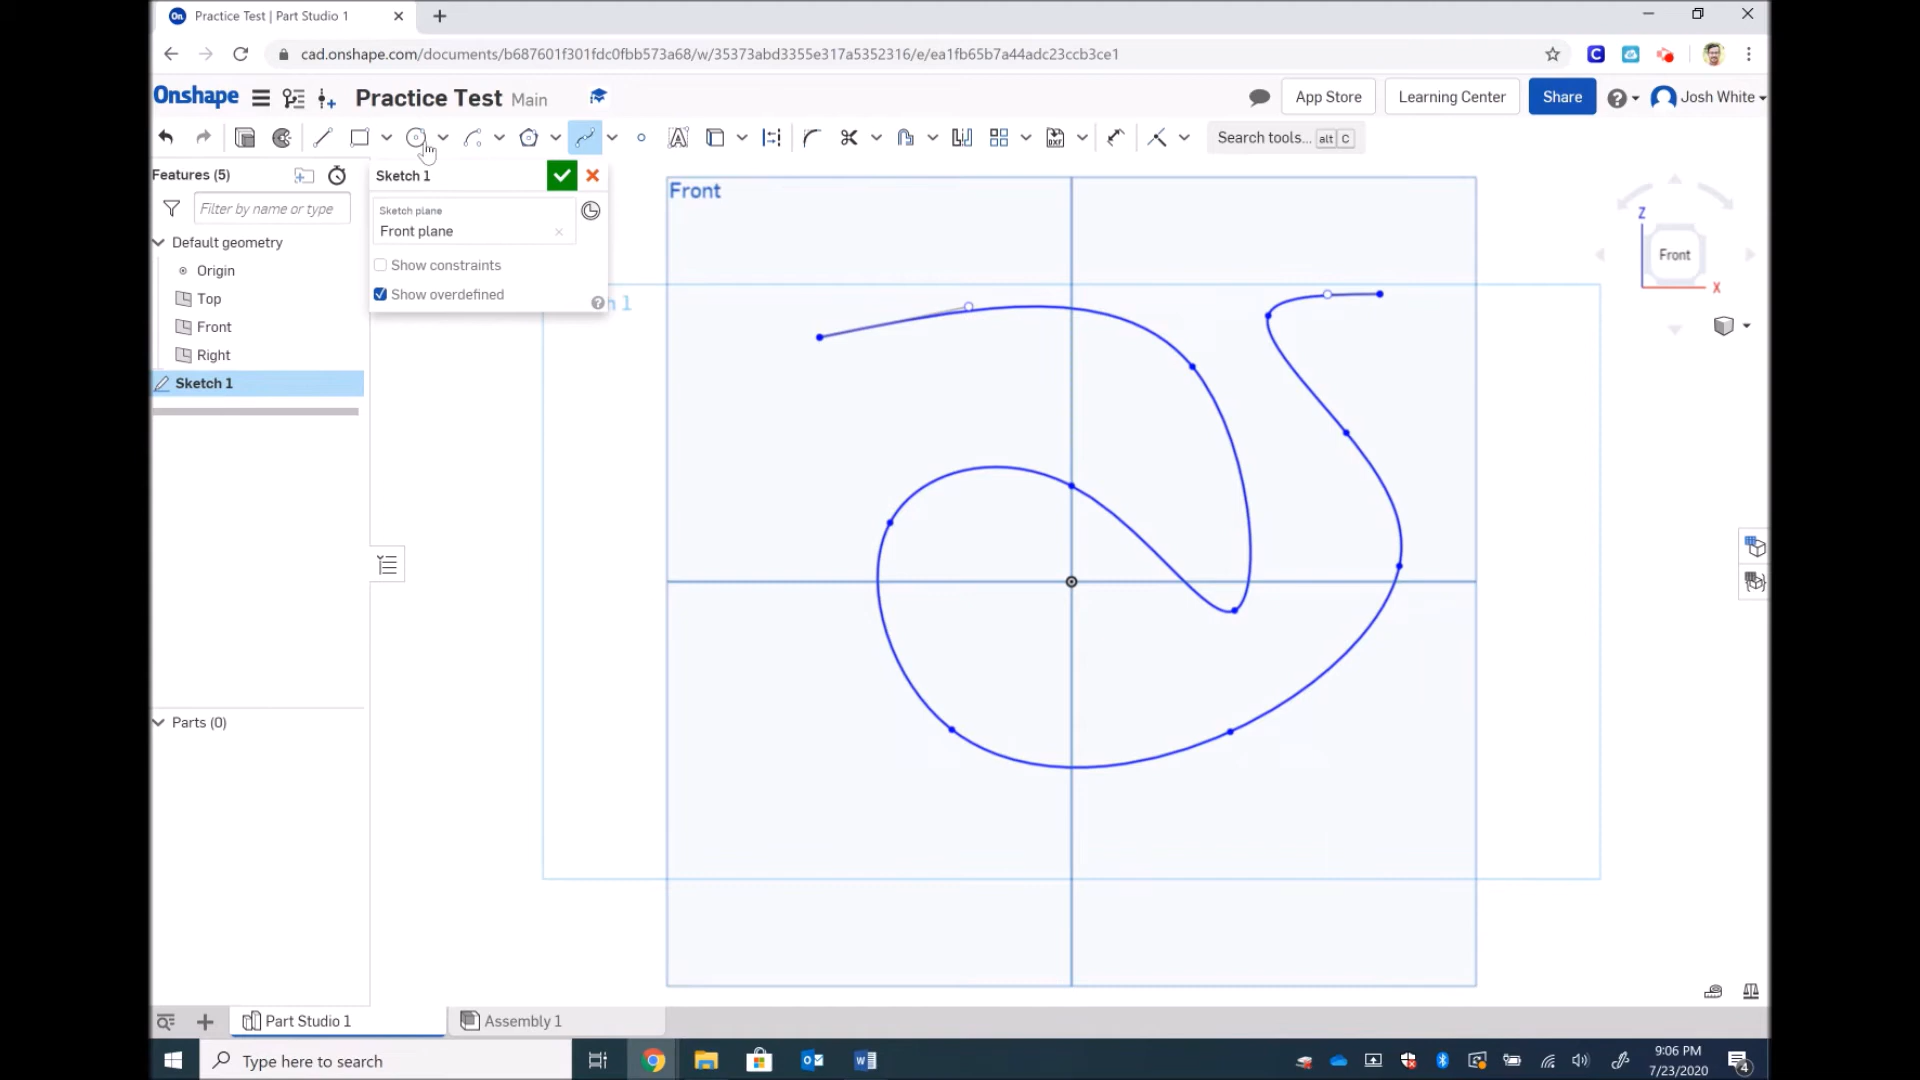 Practice Test | Part Studio 1
cad.onshape.com/documents/b687601f301fdc0fbb573a68/w/35373abd3355e317a5352316/e/ea1fb65b7a44adc23ccb3ce1
Onshape Practice Test Main App Store Learning Center Share Josh White
Search tools... alt C
Features (5)
Filter by name or type
Default geometry
Origin
Top
Front
Right
Sketch 1
Parts (0)
Sketch 1
Sketch plane
Front plane
Show constraints
Show overdefined
Front
Z
Front
X
Part Studio 1 Assembly 1
Type here to search
9:06 PM
7/23/2020
4